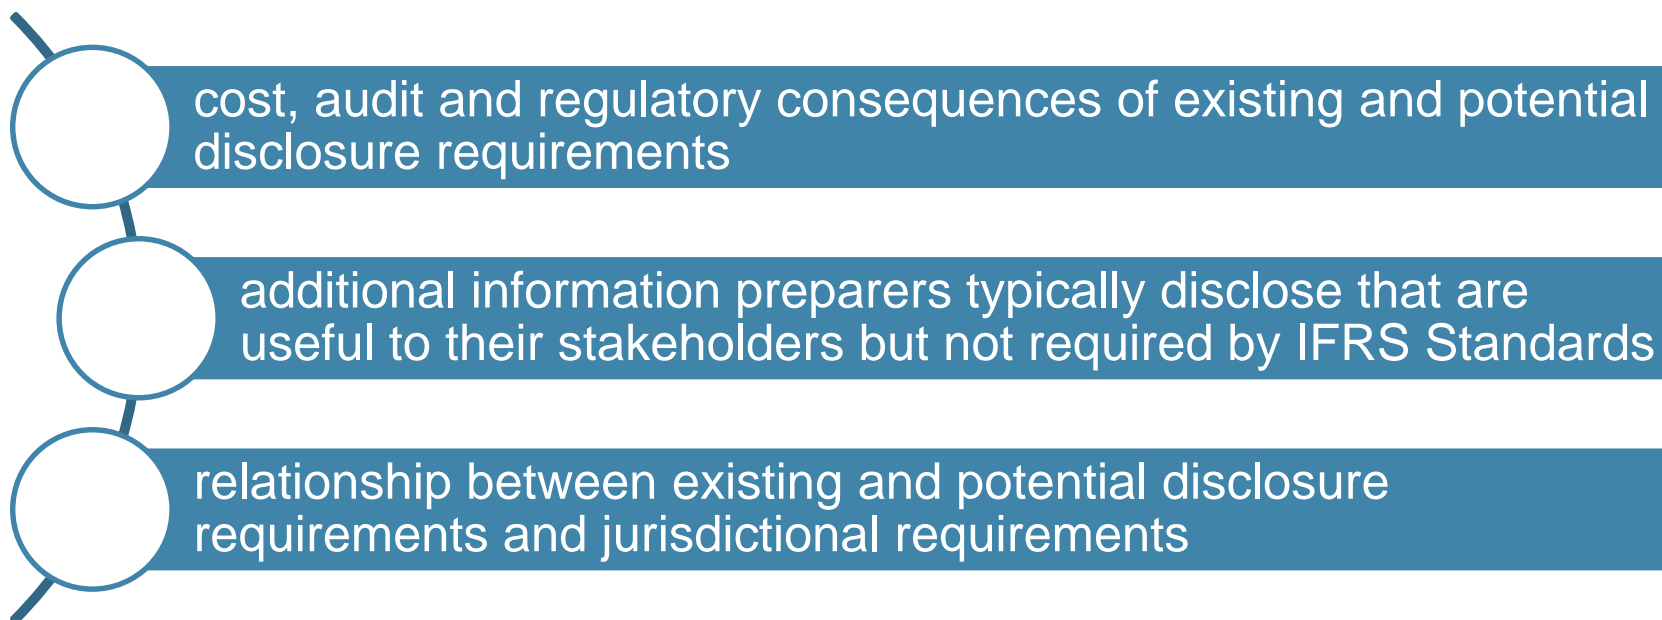 cost, audit and regulatory consequences of existing and potential
disclosure requirements
additional information preparers typically disclose that are
useful to their stakeholders but not required by IFRS Standards
relationship between existing and potential disclosure
requirements and jurisdictional requirements